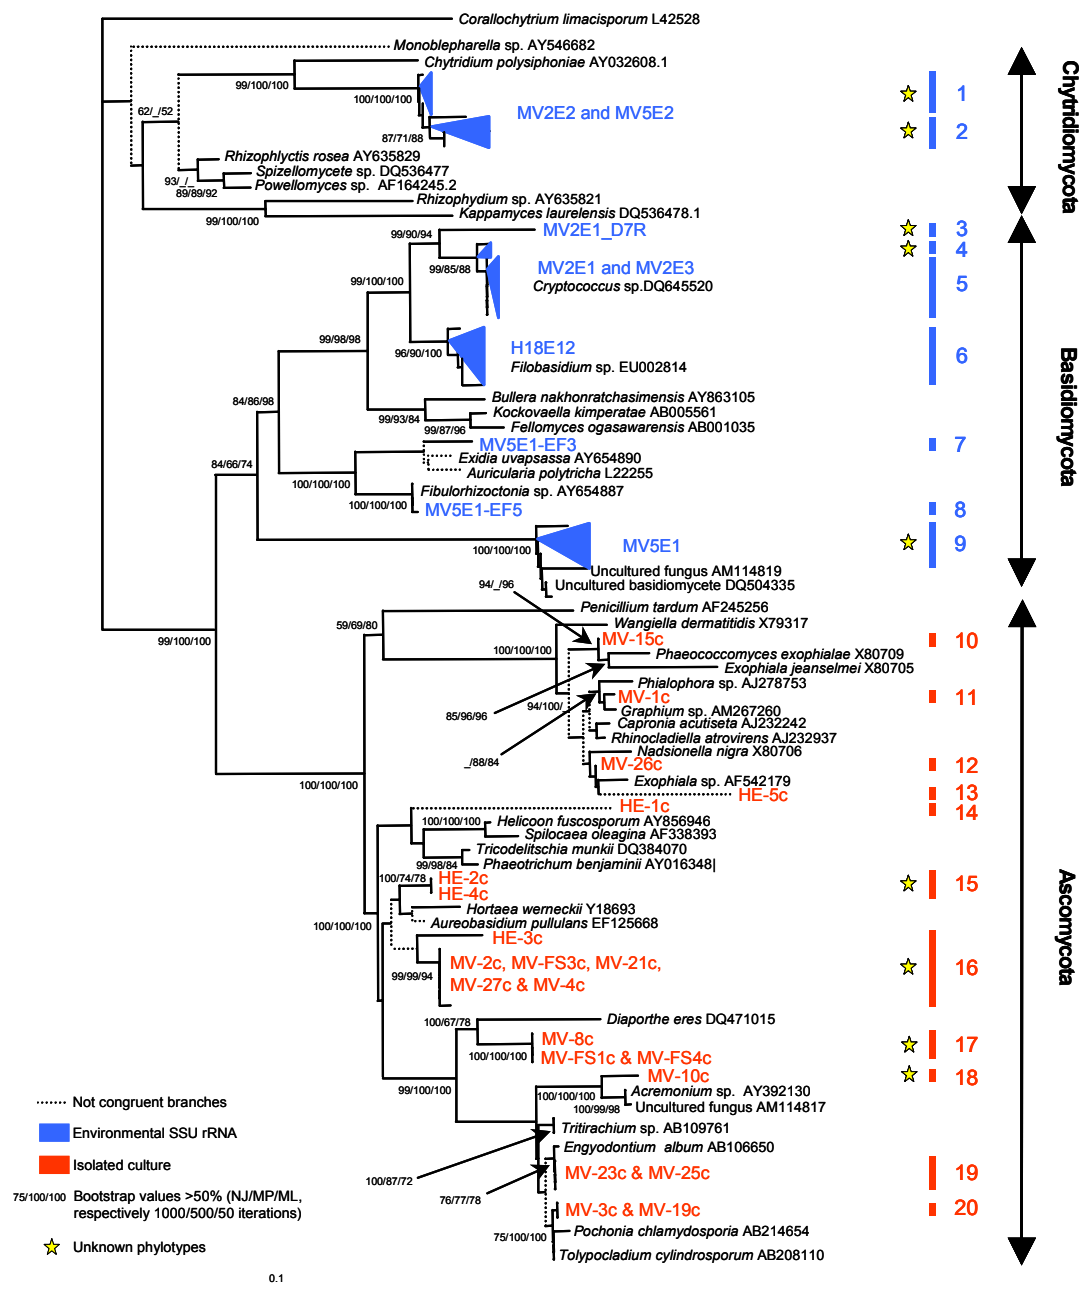 Corallochytrium limacisporum L42528
Monoblepharella sp. AY546682
Chytridium polysiphoniae AY032608.1
99/100/100
100/100/100
1
MV2E2 and MV5E2
62/_/52
2
87/71/88
Rhizophlyctis rosea AY635829
Spizellomycete sp. DQ536477
93/_/_
Powellomyces sp. AF164245.2
89/89/92
Rhizophydium sp. AY635821
Kappamyces laurelensis DQ536478.1
99/100/100
Chytridiomycota
MV2E1_D7R
3
99/90/94
4
99/85/88
MV2E1 and MV2E3
99/100/100
Cryptococcus sp.DQ645520
5
99/98/98
H18E12
96/90/100
6
Filobasidium sp. EU002814
Bullera nakhonratchasimensis AY863105
84/86/98
Kockovaella kimperatae AB005561
99/93/84
Fellomyces ogasawarensis AB001035
99/87/96
MV5E1-EF3
7
Exidia uvapsassa AY654890
84/66/74
Auricularia polytricha L22255
100/100/100
Fibulorhizoctonia sp. AY654887
100/100/100
MV5E1-EF5
8
MV5E1
9
100/100/100
Uncultured fungus AM114819
Uncultured basidiomycete DQ504335
Basidiomycota
94/_/96
Penicillium tardum AF245256
59/69/80
Wangiella dermatitidis X79317
99/100/100
MV-15c
10
100/100/100
Phaeococcomyces exophialae X80709
Exophiala jeanselmei X80705
Phialophora sp. AJ278753
MV-1c
11
94/100/_
Graphium sp. AM267260
85/96/96
Capronia acutiseta AJ232242
Rhinocladiella atrovirens AJ232937
Nadsionella nigra X80706
_/88/84
MV-26c
12
Exophiala sp. AF542179
100/100/100
HE-5c
13
HE-1c
14
100/100/100
Helicoon fuscosporum AY856946
Spilocaea oleagina AF338393
Tricodelitschia munkii DQ384070
99/98/84
Phaeotrichum benjaminii AY016348|
100/74/78
HE-2c
15
HE-4c
Hortaea werneckii Y18693
100/100/100
Aureobasidium pullulans EF125668
HE-3c
MV-2c, MV-FS3c, MV-21c,
16
99/99/94
MV-27c & MV-4c
Ascomycota
Diaporthe eres DQ471015
100/67/78
MV-8c
17
100/100/100
MV-FS1c & MV-FS4c
MV-10c
18
99/100/100
100/100/100
Acremonium sp. AY392130
100/99/98
Uncultured fungus AM114817
Tritirachium sp. AB109761
Engyodontium album AB106650
100/87/72
MV-23c & MV-25c
19
76/77/78
MV-3c & MV-19c
20
75/100/100
Pochonia chlamydosporia AB214654
Tolypocladium cylindrosporum AB208110
Not congruent branches
Environmental SSU rRNA
Isolated culture
75/100/100 Bootstrap values >50% (NJ/MP/ML,
respectively 1000/500/50 iterations)
Unknown phylotypes
0.1